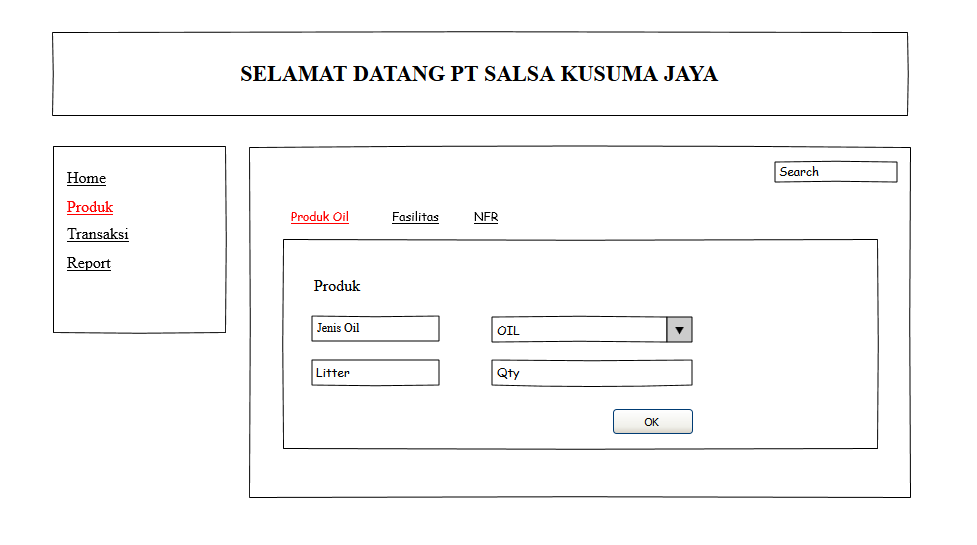 SELAMAT DATANG PT SALSA KUSUMA JAYA
Home
Produk
Transaksi
Report
Search
Produk Oil Fasilitas NFR
Produk
Jenis Oil OIL
Litter Qty
OK